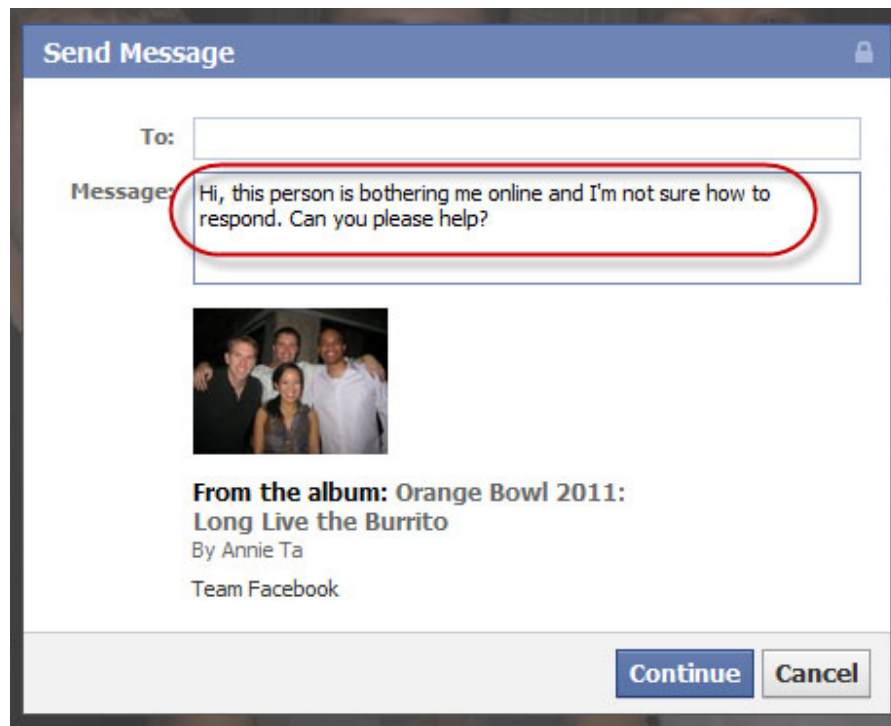 Send Message
To:
Message:
Hi, this person is bothering me online and I'm not sure how to
respond. Can you please help?
From the album: Orange Bowl 2011:
Long Live the Burrito
By Annie Ta
Team Facebook
Continue Cancel